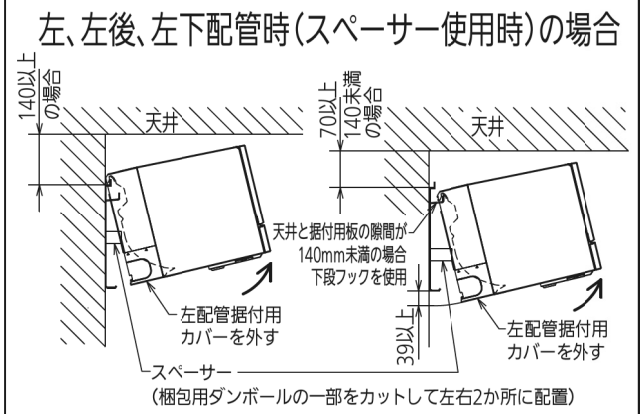 左、左後、左下配管時(スペーサー使用時)の場合
140以上
の場合
天井
70以上
140未満
の場合
天井
天井と据付用板の隙間が
140mm未満の場合
下段フックを使用
左配管据付用
カバーを外す
39以上
左配管据付用
カバーを外す
スペーサー
(梱包用ダンボールの一部をカットして左右2か所に配置)